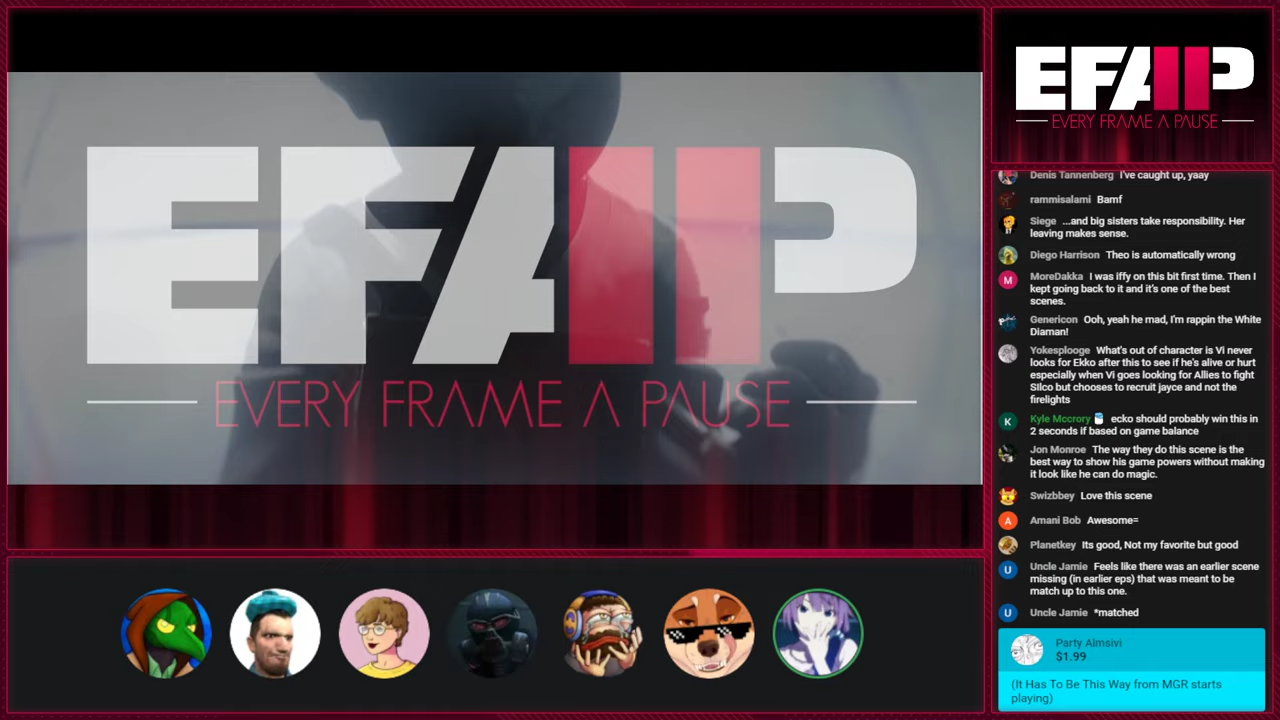 EFAP
EVERY FRAME A PAUSE
EFAP
EVERY FRAME A PAUSE
Denis Tannenberg I've caught up, yaay
rammisalami Bamf
Siege ...and big sisters take responsibility. Her
leaving makes sense.
Diego Harrison Theo is automatically wrong
M
MoreDakka I was iffy on this bit first time. Then I
kept going back to it and it's one of the best
scenes.
Genericon Ooh, yeah he mad, I'm rappin the White
Diaman!
Yokesplooge What's out of character is Vi never
looks for Ekko after this to see if he's alive or hurt
especially when Vi goes looking for Allies to fight
SIlco but chooses to recruit jayce and not the
firelights
K
Kyle Mccrory ecko should probably win this in
2 seconds if based on game balance
Jon Monroe The way they do this scene is the
best way to show his game powers without making
it look like he can do magic.
Swizbbey Love this scene
A
Amani Bob Awesome=
Planetkey Its good, Not my favorite but good
U
Uncle Jamie Feels like there was an earlier scene
missing (in earlier eps) that was meant to be
match up to this one.
U
Uncle Jamie *matched
Party Almsivi
$1.99
(It Has To Be This Way from MGR starts
playing)